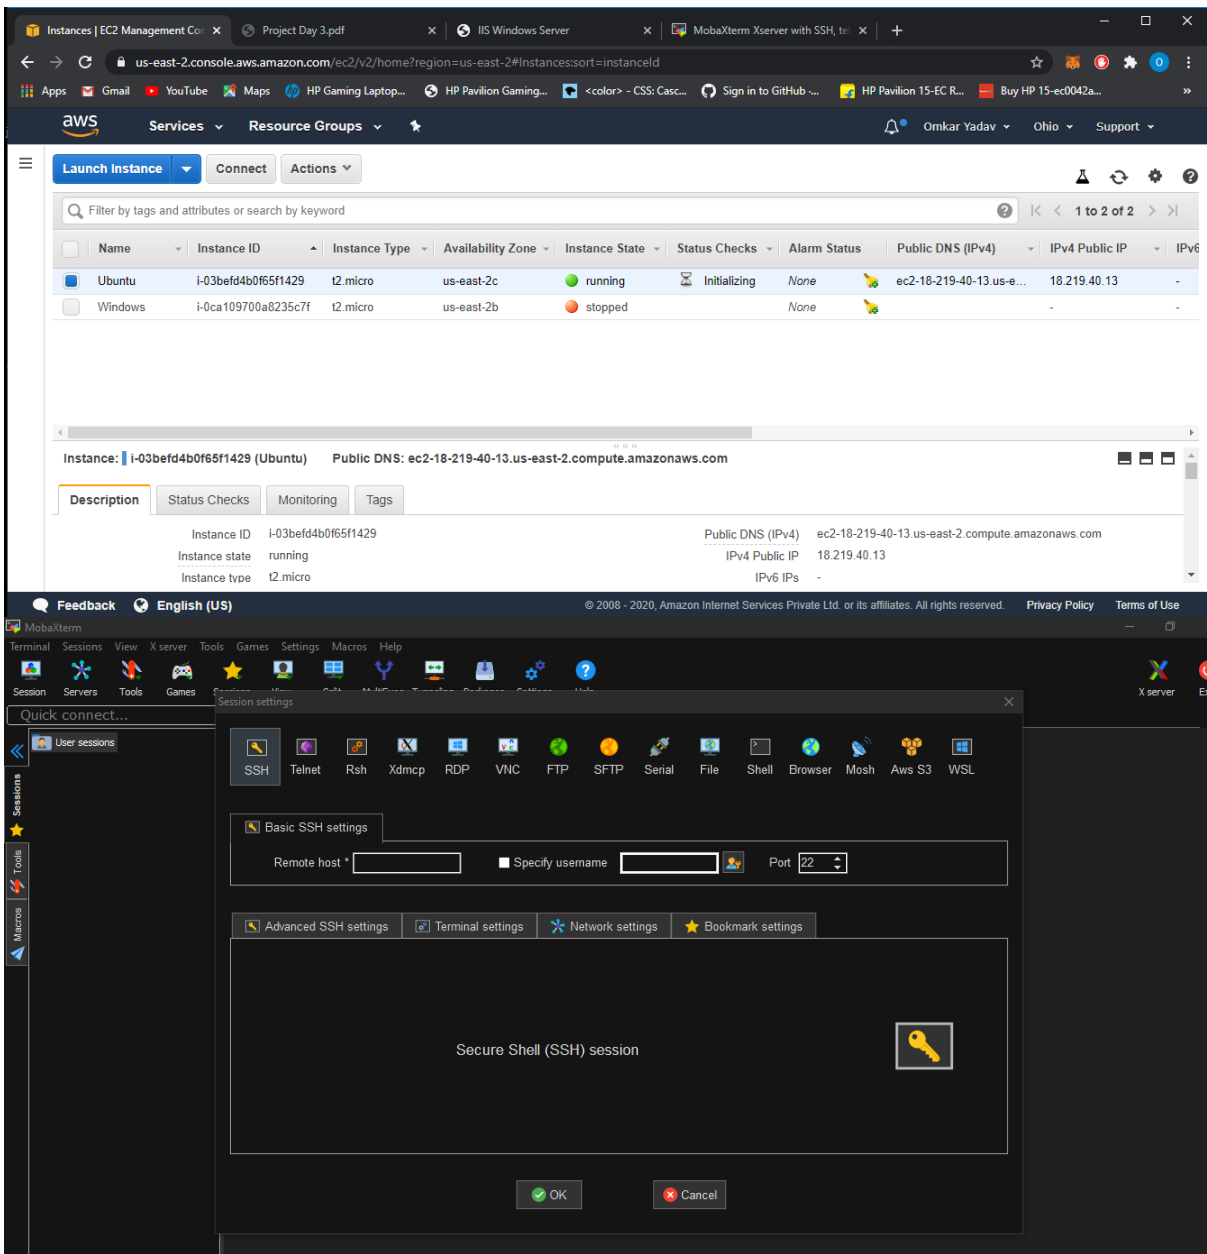 Instances | EC2 Management Cor
Project Day 3.pdf
IIS Windows Server
MobaXterm Xserver with SSH, te
us-east-2.console.aws.amazon.com/ec2/v2/home?region=us-east-2#Instances:sort=instanceId
Apps Gmail YouTube Maps HP Gaming Laptop... HP Pavilion Gaming... <color> - CSS: Casc... Sign in to GitHub ·... HP Pavilion 15-EC R... Buy HP 15-ec0042a... »
aws Services Resource Groups Omkar Yadav Ohio Support
Launch Instance Connect Actions
Filter by tags and attributes or search by keyword 1 to 2 of 2
Name Instance ID Instance Type Availability Zone Instance State Status Checks Alarm Status Public DNS (IPv4) IPv4 Public IP IPv6
Ubuntu i-03befd4b0f65f1429 t2.micro us-east-2c running Initializing None ec2-18-219-40-13.us-e... 18.219.40.13 -
Windows i-0ca109700a8235c7f t2.micro us-east-2b stopped None - -
Instance: i-03befd4b0f65f1429 (Ubuntu) Public DNS: ec2-18-219-40-13.us-east-2.compute.amazonaws.com
Description Status Checks Monitoring Tags
Instance ID i-03befd4b0f65f1429 Public DNS (IPv4) ec2-18-219-40-13.us-east-2.compute.amazonaws.com
Instance state running IPv4 Public IP 18.219.40.13
Instance type t2.micro IPv6 IPs -
Feedback English (US) © 2008 - 2020, Amazon Internet Services Private Ltd. or its affiliates. All rights reserved. Privacy Policy Terms of Use
MobaXterm
Terminal Sessions View X server Tools Games Settings Macros Help
Session Servers Tools Games X server
Session settings
Quick connect...
User sessions
Sessions
Tools
Macros
SSH Telnet Rsh Xdmcp RDP VNC FTP SFTP Serial File Shell Browser Mosh Aws S3 WSL
Basic SSH settings
Remote host * Specify username Port 22
Advanced SSH settings Terminal settings Network settings Bookmark settings
Secure Shell (SSH) session
OK Cancel